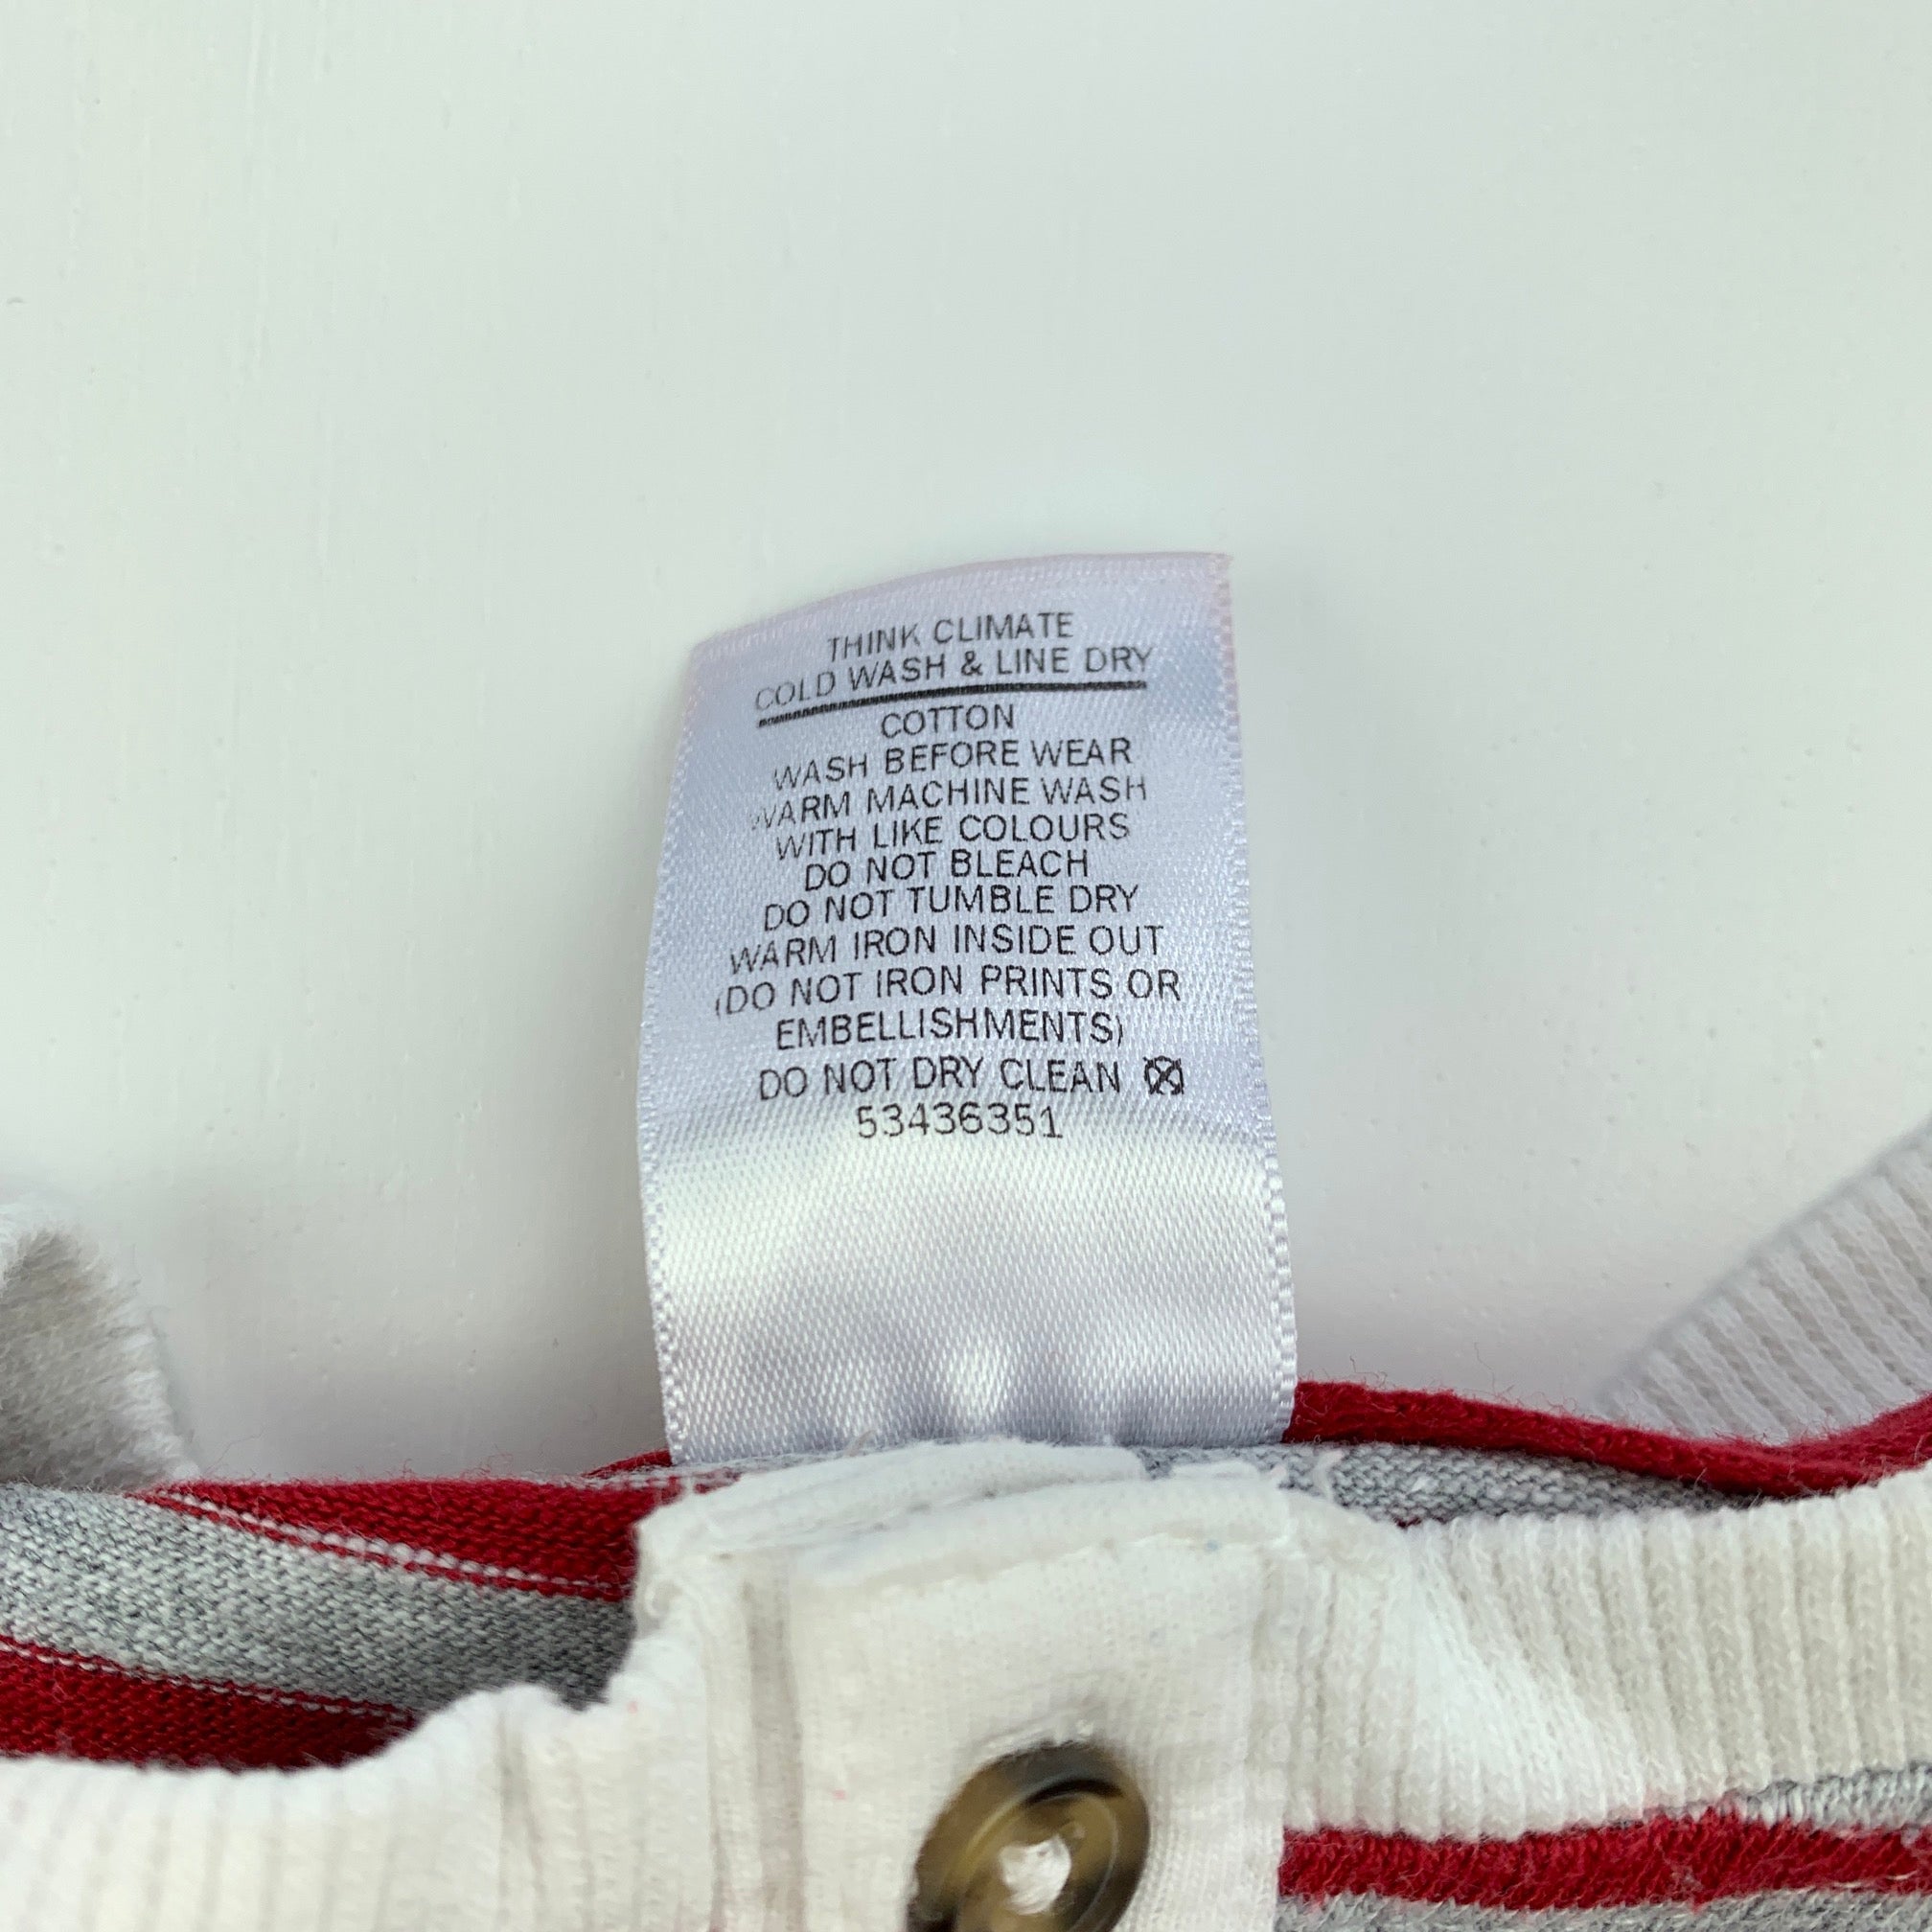 THINK CLIMATE
COLD WASH & LINE DRY
COTTON
WASH BEFORE WEAR
WARM MACHINE WASH
WITH LIKE COLOURS
DO NOT BLEACH
DO NOT TUMBLE DRY
WARM IRON INSIDE OUT
(DO NOT IRON PRINTS OR
EMBELLISHMENTS)
DO NOT DRY CLEAN
53436351